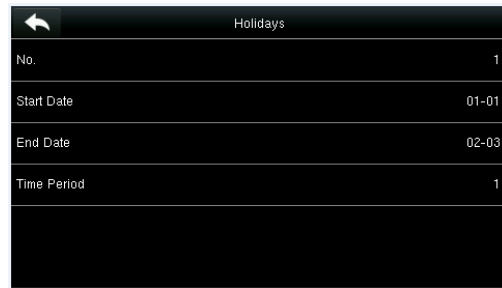 Holidays
No. 1
Start Date 01-01
End Date 02-03
Time Period 1